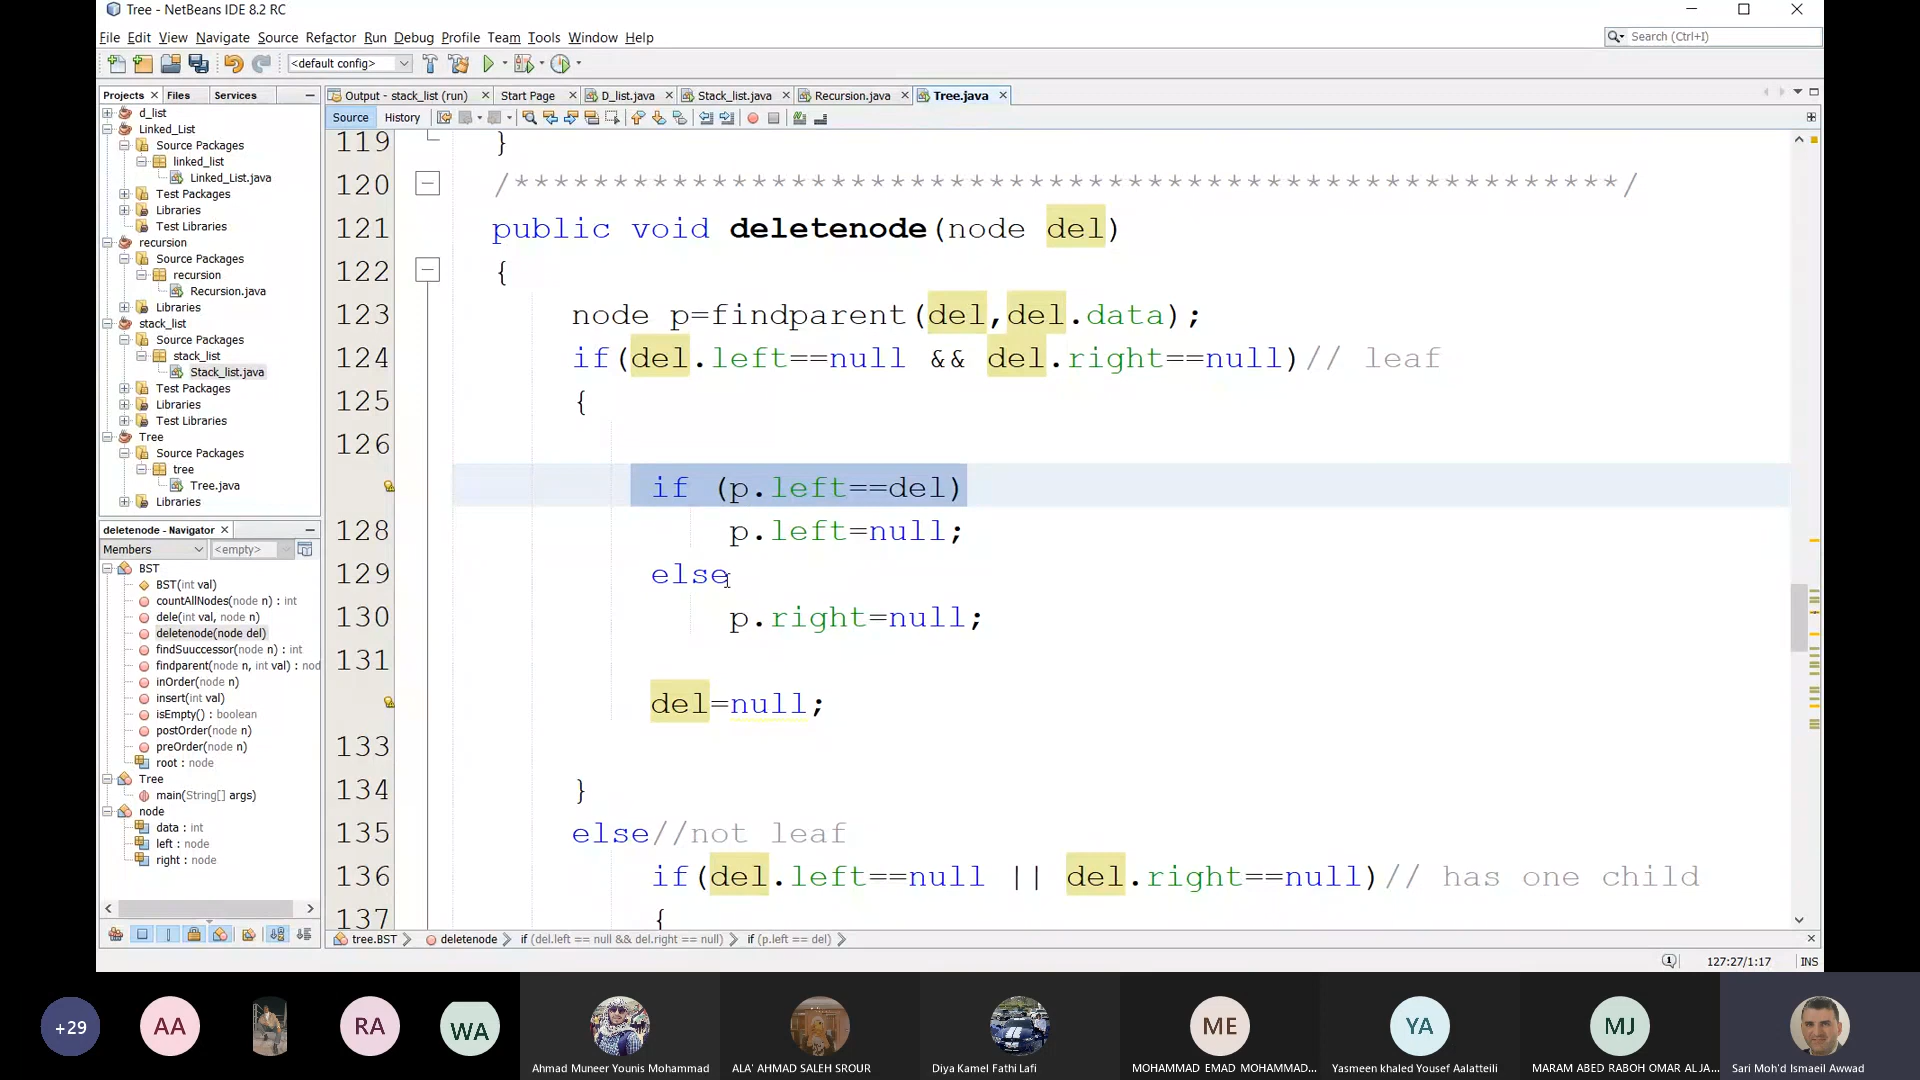 Tree - NetBeans IDE 8.2 RC
File Edit View Navigate Source Refactor Run Debug Profile Team Tools Window Help
Search (Ctrl+I)
<default config>
Projects Files Services
Output - stack_list (run) Start Page D_list.java Stack_list.java Recursion.java Tree.java
Source History
d_list
Linked_List
Source Packages
linked_list
Linked_List.java
Test Packages
Libraries
Test Libraries
recursion
Source Packages
recursion
Recursion.java
Libraries
stack_list
Source Packages
stack_list
Stack_list.java
Test Packages
Libraries
Test Libraries
Tree
Source Packages
tree
Tree.java
Libraries
deletenode - Navigator
Members <empty>
BST
BST(int val)
countAllNodes(node n) : int
dele(int val, node n)
deletenode(node del)
findSuuccessor(node n) : int
findparent(node n, int val) : nod
inOrder(node n)
insert(int val)
isEmpty() : boolean
postOrder(node n)
preOrder(node n)
root : node
Tree
main(String[] args)
node
data : int
left : node
right : node
119 }
120 /********************************************************/
121 public void deletenode(node del)
122 {
123 node p=findparent(del,del.data);
124 if(del.left==null && del.right==null)// leaf
125 {
126
if (p.left==del)
128 p.left=null;
129 else
130 p.right=null;
131
del=null;
133
134 }
135 else//not leaf
136 if(del.left==null || del.right==null)// has one child
137 {
tree.BST deletenode if (del.left == null && del.right == null) if (p.left == del)
127:27/1:17 INS
+29 AA RA WA ME YA MJ
Ahmad Muneer Younis Mohammad ALA' AHMAD SALEH SROUR Diya Kamel Fathi Lafi MOHAMMAD EMAD MOHAMMAD... Yasmeen khaled Yousef Aalatteili MARAM ABED RABOH OMAR AL JA... Sari Moh'd Ismaeil Awwad